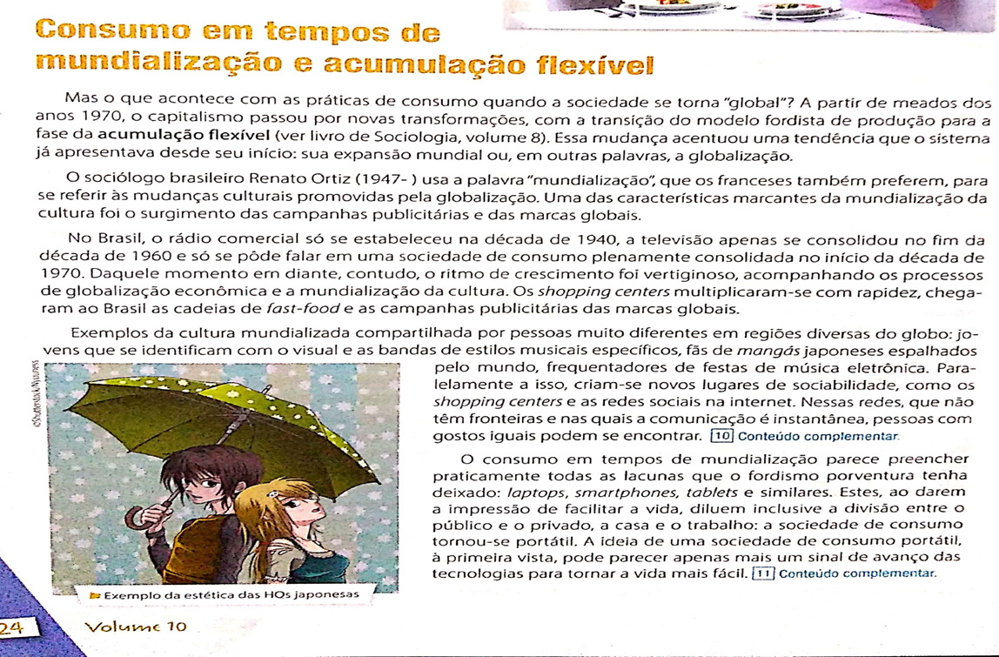 Consumo em tempos de
mundialização e acumulação flexível
Mas o que acontece com as práticas de consumo quando a sociedade se torna "global"? A partir de meados dos
anos 1970, o capitalismo passou por novas transformações, com a transição do modelo fordista de produção para a
fase da acumulação flexível (ver livro de Sociologia, volume 8). Essa mudança acentuou uma tendência que o sistema
já apresentava desde seu início: sua expansão mundial ou, em outras palavras, a globalização.
O sociólogo brasileiro Renato Ortiz (1947- ) usa a palavra "mundialização", que os franceses também preferem, para
se referir às mudanças culturais promovidas pela globalização. Uma das características marcantes da mundialização da
cultura foi o surgimento das campanhas publicitárias e das marcas globais.
No Brasil, o rádio comercial só se estabeleceu na década de 1940, a televisão apenas se consolidou no fim da
década de 1960 e só se pôde falar em uma sociedade de consumo plenamente consolidada no início da década de
1970. Daquele momento em diante, contudo, o ritmo de crescimento foi vertiginoso, acompanhando os processos
de globalização econômica e a mundialização da cultura. Os shopping centers multiplicaram-se com rapidez, chega-
ram ao Brasil as cadeias de fast-food e as campanhas publicitárias das marcas globais.
Exemplos da cultura mundializada compartilhada por pessoas muito diferentes em regiões diversas do globo: jo-
vens que se identificam com o visual e as bandas de estilos musicais específicos, fãs de mangás japoneses espalhados
pelo mundo, frequentadores de festas de música eletrônica. Para-
lelamente a isso, criam-se novos lugares de sociabilidade, como os
shopping centers e as redes sociais na internet. Nessas redes, que não
têm fronteiras e nas quais a comunicação é instantânea, pessoas com
gostos iguais podem se encontrar. 10 Conteúdo complementar.
O consumo em tempos de mundialização parece preencher
praticamente todas as lacunas que o fordismo porventura tenha
deixado: laptops, smartphones, tablets e similares. Estes, ao darem
a impressão de facilitar a vida, diluem inclusive a divisão entre o
público e o privado, a casa e o trabalho: a sociedade de consumo
tornou-se portátil. A ideia de uma sociedade de consumo portátil,
à primeira vista, pode parecer apenas mais um sinal de avanço das
tecnologias para tornar a vida mais fácil. 11 Conteúdo complementar.
©Shutterstock/
Exemplo da estética das HQs japonesas
24 Volume 10